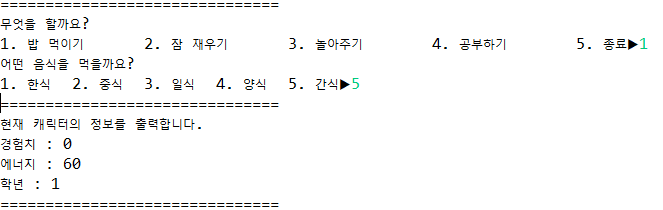 ===============================
무엇을 할까요?
1. 밥 먹이기 2. 잠 재우기 3. 놀아주기 4. 공부하기 5. 종료▶1
어떤 음식을 먹을까요?
1. 한식 2. 중식 3. 일식 4. 양식 5. 간식▶5
===============================
현재 캐릭터의 정보를 출력합니다.
경험치 : 0
에너지 : 60
학년 : 1
===============================